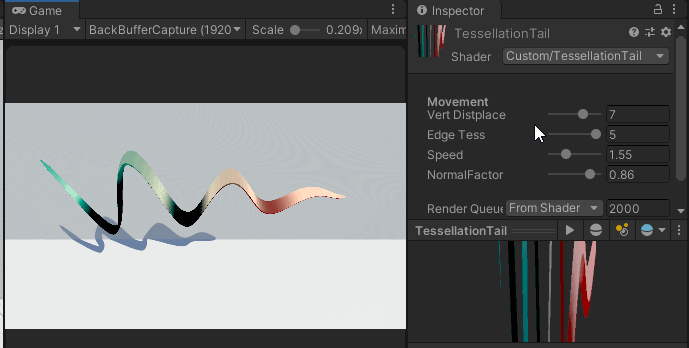 Game
Display 1
BackBufferCapture (1920
Scale
0.209x
Maxim
Inspector
TessellationTail
Shader
Custom/TessellationTail
Movement
Vert Distplace
7
Edge Tess
5
Speed
1.55
NormalFactor
0.86
Render Queue
From Shader
2000
TessellationTail